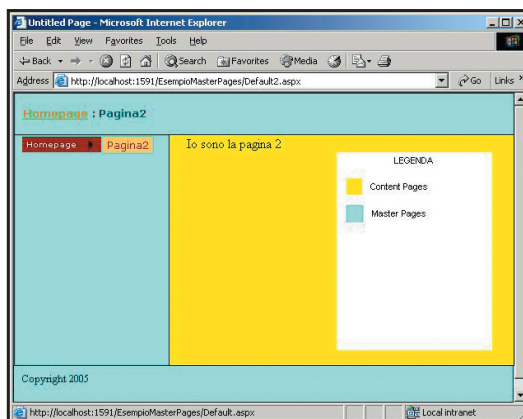 Untitled Page - Microsoft Internet Explorer
File Edit View Favorites Tools Help
Back Search Favorites Media
Address http://localhost:1591/EsempioMasterPages/Default2.aspx Go Links »
Homepage : Pagina2
Homepage Pagina2
Io sono la pagina 2
LEGENDA
Content Pages
Master Pages
Copyright 2005
http://localhost:1591/EsempioMasterPages/Default.aspx Local intranet